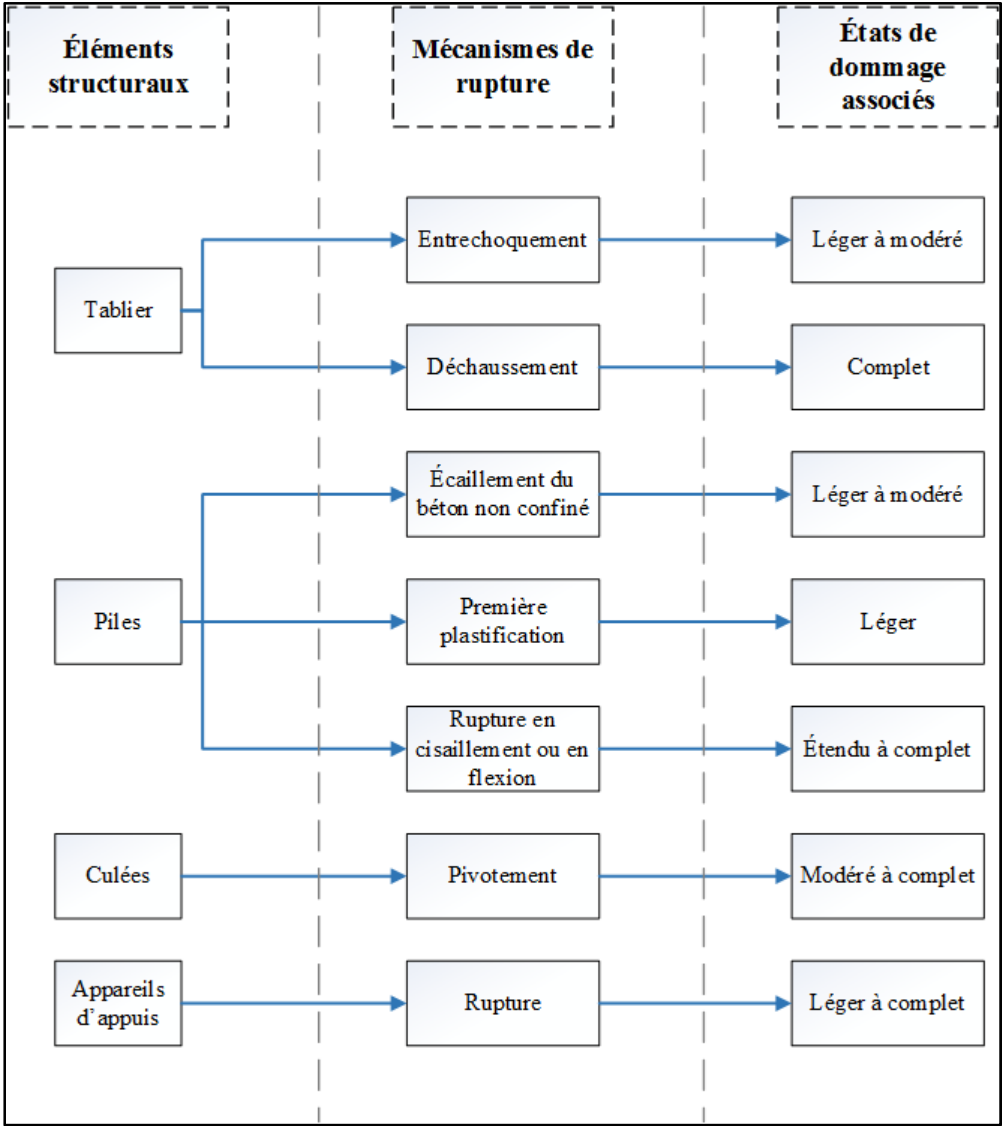 Éléments
structuraux
Mécanismes de
rupture
États de
dommage
associés
Tablier
Entrechoquement
Léger à modéré
Déchaussement
Complet
Piles
Écaillement du
béton non confiné
Léger à modéré
Première
plastification
Léger
Rupture en
cisaillement ou en
flexion
Étendu à complet
Culées
Pivotement
Modéré à complet
Appareils
d'appuis
Rupture
Léger à complet